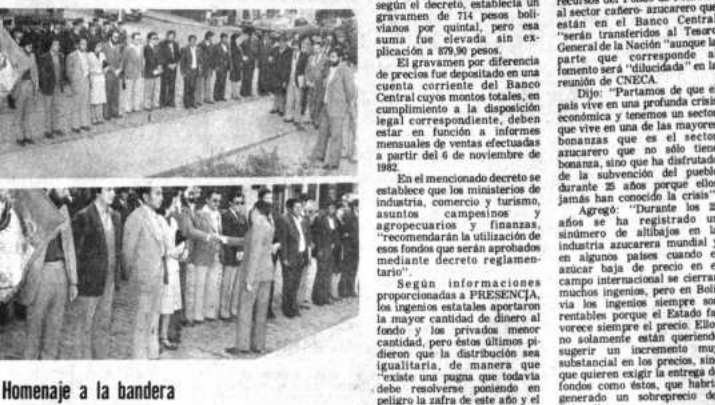 Homenaje a la bandera
según el decreto, establecía un
gravamen de 714 pesos boli-
vianos por quintal, pero esa
suma fue elevada sin ex-
plicación a 879,90 pesos.
El gravamen por diferencia
de precios fue depositado en una
cuenta corriente del Banco
Central cuyos montos totales, en
cumplimiento a la disposición
legal correspondiente, deben
estar en función a informes
mensuales de ventas efectuadas
a partir del 6 de noviembre de
1982.
En el mencionado decreto se
establece que los ministerios de
industria, comercio y turismo,
asuntos campesinos y
agropecuarios y finanzas,
"recomendarán la utilización de
esos fondos que serán aprobados
mediante decreto reglamen-
tario".
Según informaciones
proporcionadas a PRESENCIA,
los ingenios estatales aportaron
la mayor cantidad de dinero al
fondo y los privados menor
cantidad, pero éstos últimos pi-
dieron que la distribución sea
igualitaria, de manera que
"existe una pugna que todavía
debe resolverse poniendo en
peligro la zafra de este año y el
al sector cañero- azucarero que
están en el Banco Central
"serán transferidos al Tesoro
General de la Nación "aunque la
parte que corresponde a
fomento será "dilucidada" en la
reunión de CNECA.
Dijo: "Partamos de que el
país vive en una profunda crisis
económica y tenemos un sector
que vive en una de las mayores
bonanzas que es el sector
azucarero que no sólo tiene
bonanza, sino que ha disfrutado
de la subvención del pueblo
durante 25 años porque ellos
jamás han conocido la crisis"
Agregó: "Durante los 25
años se ha registrado un
sinúmero de altibajos en la
industria azucarera mundial y
en algunos países cuando el
azúcar baja de precio en el
campo internacional se cierran
muchos ingenios, pero en Boli
via los ingenios siempre son
rentables porque el Estado fa
vorece siempre el precio. Ellos
no solamente están queriendo
sugerir un incremento muy
substancial en los precios, sino
que quieren exigir la entrega de
fondos como éstos, que habría
generado un sobreprecio de